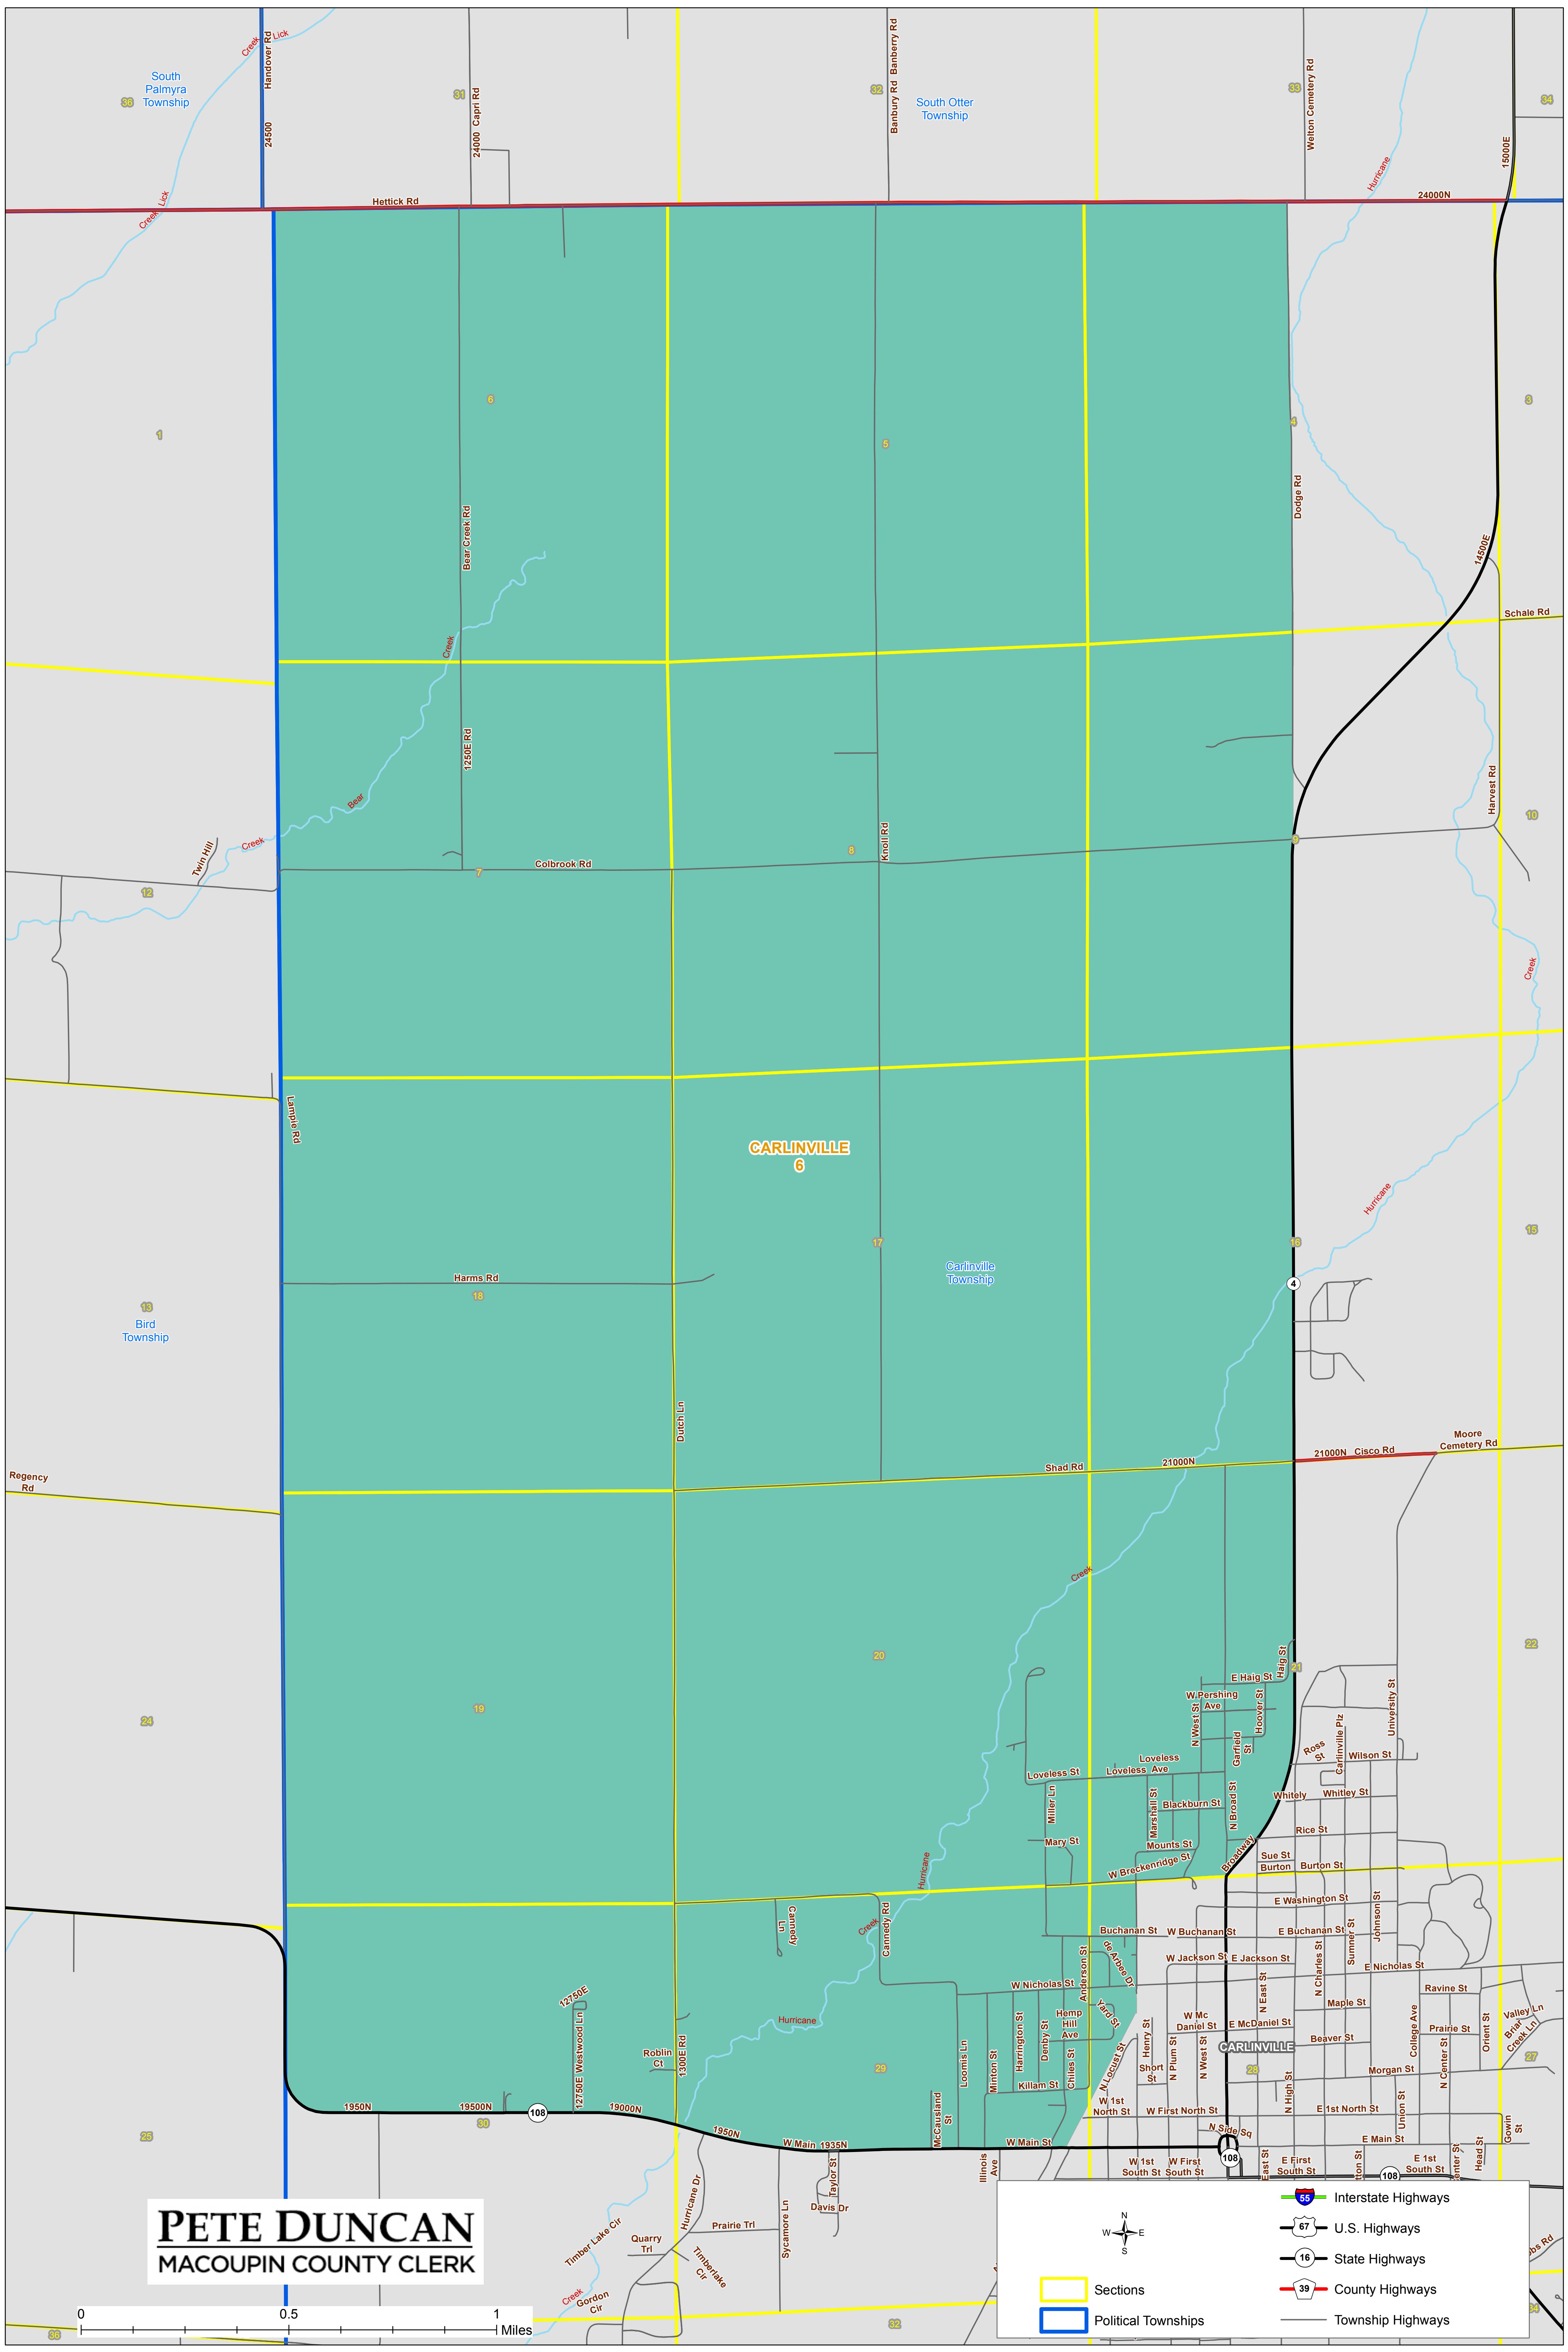 Creek
Lick
Handover Rd
24500
South
Palmyra
Township
36
31
24000 Capri Rd
32
Banbury Rd Banberry Rd
South Otter
Township
33
Welton Cemetery Rd
Hurricane
34
15000E
24000N
Hettick Rd
Creek Lick
1
6
5
4
3
Bear Creek Rd
Dodge Rd
14500E
Schale Rd
Creek
1250E Rd
Bear
Harvest Rd
Creek
Twin Hill
12
7
Colbrook Rd
8
Knoll Rd
9
10
Creek
Lampie Rd
CARLINVILLE
6
Hurricane
17
16
15
Carlinville
Township
4
Harms Rd
18
13
Bird
Township
Dutch Ln
Shad Rd
21000N
21000N Cisco Rd
Moore
Cemetery Rd
Regency
Rd
Creek
20
19
24
21
22
E Haig St
Haig St
W Pershing
Ave
Hoover St
N West St
Garfield
St
University St
Carlinville Plz
Ross
St
Wilson St
Loveless
Ave
Loveless St
Loveless
Miller Ln
Marshall St
Blackburn St
N Broad St
Whitely
Whitley St
Mary St
Mounts St
Broadway
Rice St
W Breckenridge St
Sue St
Burton
Burton St
Hurricane
Creek
Cannedy
Ln
Cannedy Rd
E Washington St
Buchanan St
W Buchanan St
E Buchanan St
Sumner St
Johnson St
de Arbee Dr
Anderson St
W Jackson St
E Jackson St
N Charles St
E Nicholas St
W Nicholas St
12750E
12750E Westwood Ln
Hurricane
Roblin
Ct
1300E Rd
Loomis Ln
Minton St
Harrington St
Denby St
Hemp
Hill
Ave
Yard St
Chiles St
Killam St
N Locust St
Henry St
Short
St
N Plum St
W Mc
Daniel St
N West St
E McDaniel St
N East St
Maple St
Beaver St
Ravine St
Prairie St
College Ave
Orient St
Valley Ln
Briar
Creek Ln
CARLINVILLE
28
29
27
Morgan St
N Center St
N High St
Union St
W 1st
North St
W First North St
E 1st North St
Gowin
St
N Side Sq
1950N
19500N
108
19000N
30
25
1950N
W Main 1935N
McCausland
St
W Main St
E Main St
Illinois
Ave
W 1st
South St
W First
South St
108
East St
E First
South St
108
E 1st
South St
Head St
Taylor St
Davis Dr
Hurricane Dr
Prairie Trl
Sycamore Ln
Quarry
Trl
Timber Lake Cir
Timberlake
Cir
Creek
Gordon
Cir
32
36
PETE DUNCAN
MACOUPIN COUNTY CLERK
0 0.5 1
Miles
N
W E
S
Sections
Political Townships
55 Interstate Highways
67 U.S. Highways
16 State Highways
39 County Highways
Township Highways